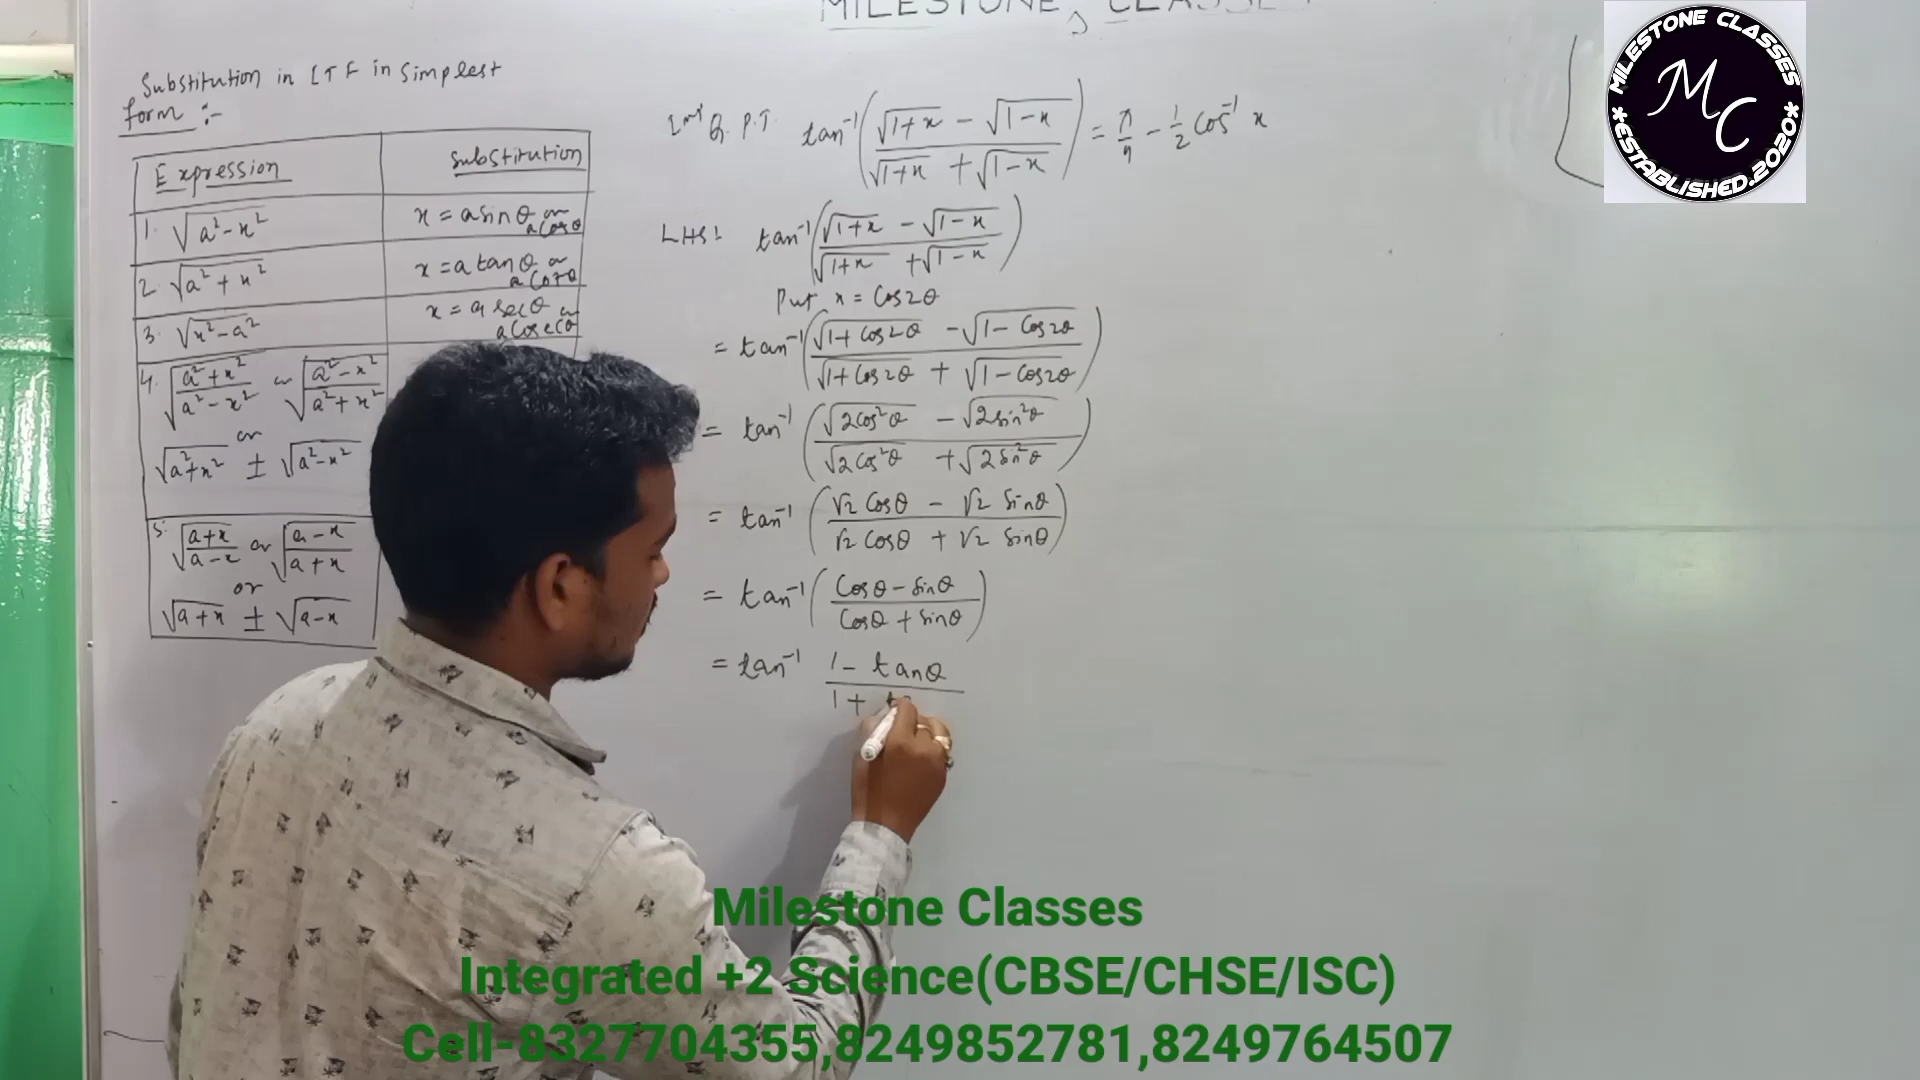 MILESTONE CLASSES
Substitution in ITF in Simplest
form :-
Expression Substitution
1. √(a²-x²) x = a sinθ or a cosθ
2. √(a²+x²) x = a tanθ or a cotθ
3. √(x²-a²) x = a secθ or a cosecθ
4. √((a²+x²)/(a²-x²)) or √((a²-x²)/(a²+x²))
or
√(a²+x²) ± √(a²-x²)
5. √((a+x)/(a-x)) or √((a-x)/(a+x))
or
√(a+x) ± √(a-x)
Imp Q. P.T. tan⁻¹((√(1+x) - √(1-x))/(√(1+x) + √(1-x))) = π/4 - 1/2 cos⁻¹ x
LHS: tan⁻¹((√(1+x) - √(1-x))/(√(1+x) + √(1-x)))
Put x = Cos2θ
= tan⁻¹((√(1+cos2θ) - √(1-Cos2θ))/(√(1+Cos2θ) + √(1-Cos2θ)))
= tan⁻¹((√(2cos²θ) - √(2sin²θ))/(√(2cos²θ) + √(2sin²θ)))
= tan⁻¹((√2 Cosθ - √2 Sinθ)/(√2 Cosθ + √2 Sinθ))
= tan⁻¹((Cosθ - Sinθ)/(Cosθ + Sinθ))
= tan⁻¹ (1 - tanθ)/(1 + t
MILESTONE CLASSES
MC
*ESTABLISHED.2020*
Milestone Classes
Integrated +2 Science(CBSE/CHSE/ISC)
Cell-8327704355,8249852781,8249764507